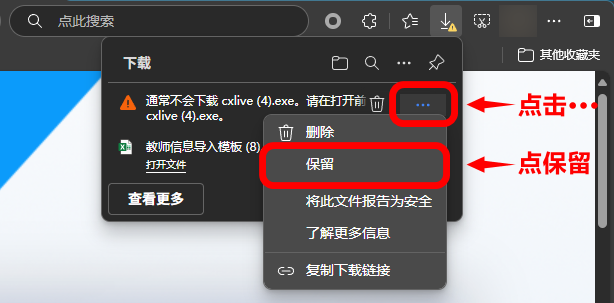 点此搜索
其他收藏夹
下载
通常不会下载 cxlive (4).exe。请在打开前
cxlive (4).exe。
点击···
删除
教师信息导入模板 (8)
打开文件
保留
点保留
查看更多
将此文件报告为安全
了解更多信息
复制下载链接